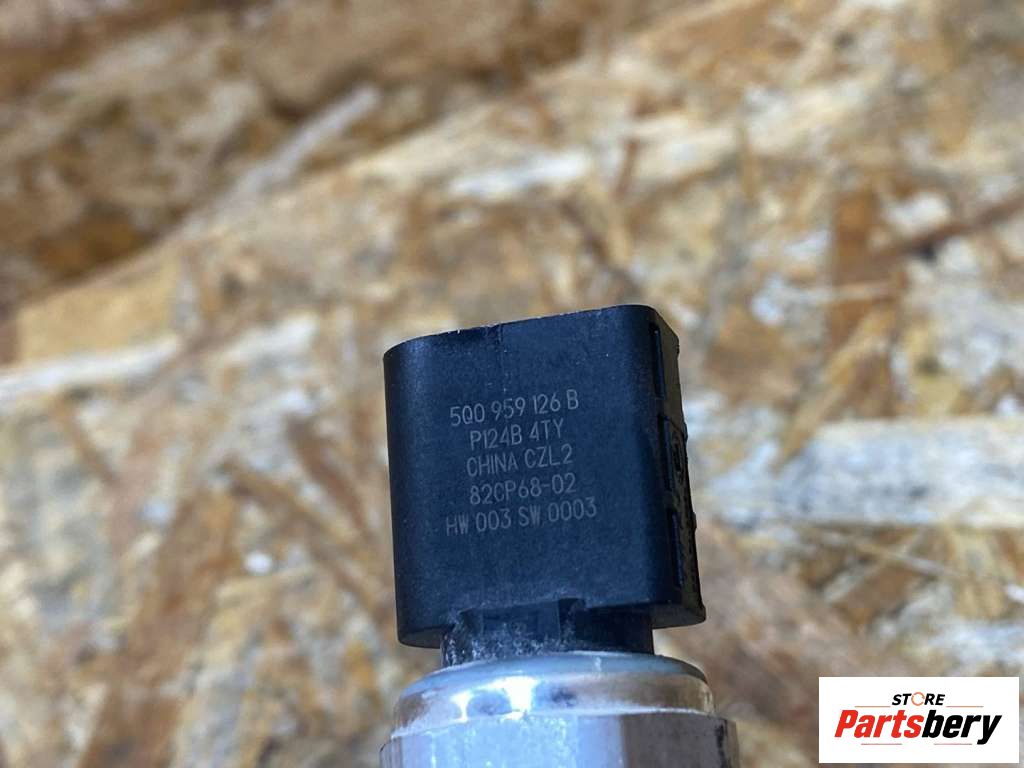 5Q0 959 126 B
P124B 4TY
CHINA CZL2
82CP68-02
HW 003 SW 0003
STORE
Partsbery